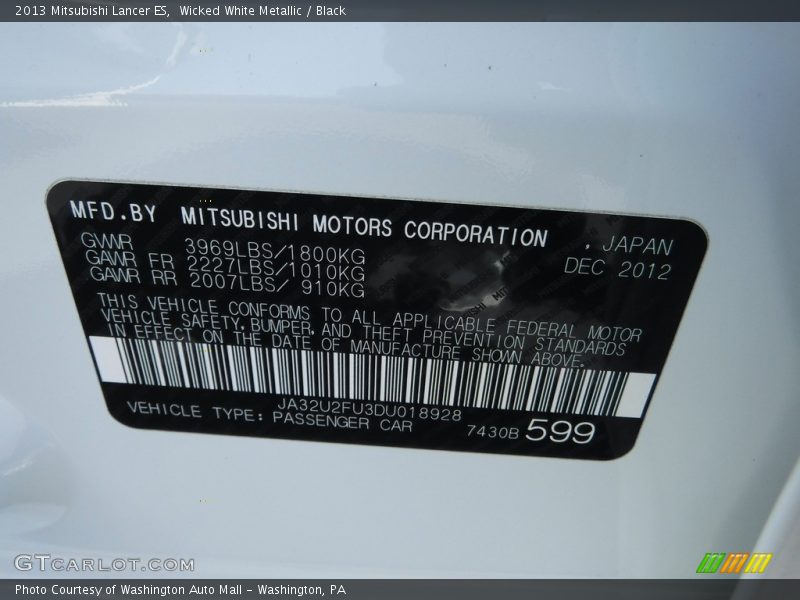 2013 Mitsubishi Lancer ES, Wicked White Metallic / Black
MFD.BY MITSUBISHI MOTORS CORPORATION , JAPAN
GVWR 3969LBS/1800KG DEC 2012
GAWR FR 2227LBS/1010KG
GAWR RR 2007LBS/ 910KG
THIS VEHICLE CONFORMS TO ALL APPLICABLE FEDERAL MOTOR
VEHICLE SAFETY, BUMPER, AND THEFT PREVENTION STANDARDS
IN EFFECT ON THE DATE OF MANUFACTURE SHOWN ABOVE.
JA32U2FU3DU018928
VEHICLE TYPE: PASSENGER CAR 7430B 599
GTCARLOT.COM
Photo Courtesy of Washington Auto Mall - Washington, PA